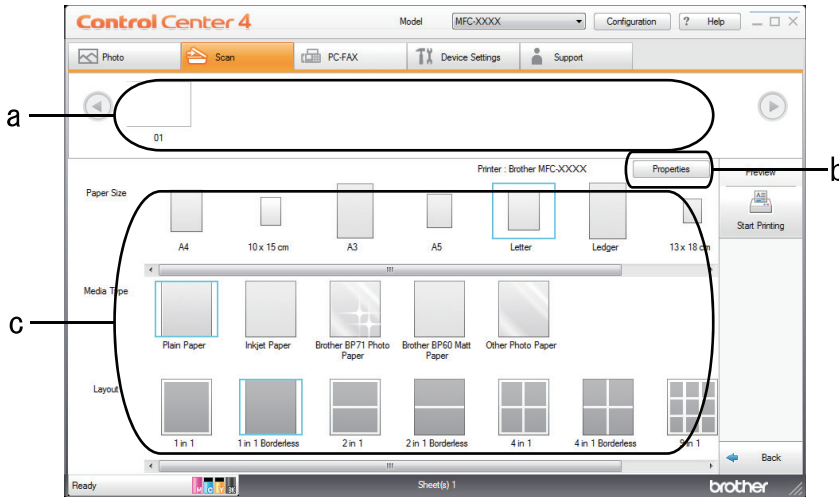 Control Center 4
Model MFC-XXXX Configuration ? Help
Photo Scan PC-FAX Device Settings Support
a
01
Printer : Brother MFC-XXXX Properties Preview
b
Paper Size
Start Printing
A4 10 x 15 cm A3 A5 Letter Ledger 13 x 18 cm
Media Type
c
Plain Paper Inkjet Paper Brother BP71 Photo Paper Brother BP60 Matt Paper Other Photo Paper
Layout
1 in 1 1 in 1 Borderless 2 in 1 2 in 1 Borderless 4 in 1 4 in 1 Borderless 9 in 1
Back
Ready M C Y BK Sheet(s) 1 brother